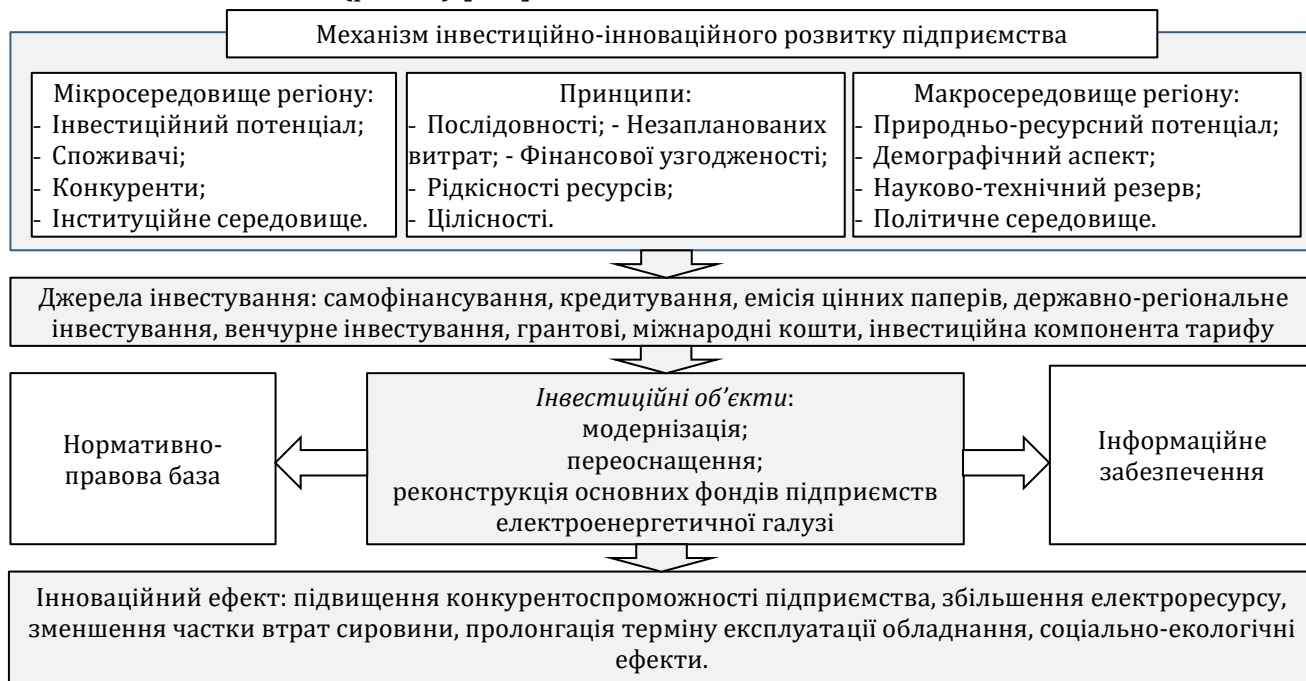 Механізм інвестиційно-інноваційного розвитку підприємства
Мікросередовище регіону:
- Інвестиційний потенціал;
- Споживачі;
- Конкуренти;
- Інституційне середовище.
Принципи:
- Послідовності; - Незапланованих
витрат; - Фінансової узгодженості;
- Рідкісності ресурсів;
- Цілісності.
Макросередовище регіону:
- Природньо-ресурсний потенціал;
- Демографічний аспект;
- Науково-технічний резерв;
- Політичне середовище.
Джерела інвестування: самофінансування, кредитування, емісія цінних паперів, державно-регіональне
інвестування, венчурне інвестування, грантові, міжнародні кошти, інвестиційна компонента тарифу
Нормативно-
правова база
Інвестиційні об’єкти:
модернізація;
переоснащення;
реконструкція основних фондів підприємств
електроенергетичної галузі
Інформаційне
забезпечення
Інноваційний ефект: підвищення конкурентоспроможності підприємства, збільшення електроресурсу,
зменшення частки втрат сировини, пролонгація терміну експлуатації обладнання, соціально-екологічні
ефекти.